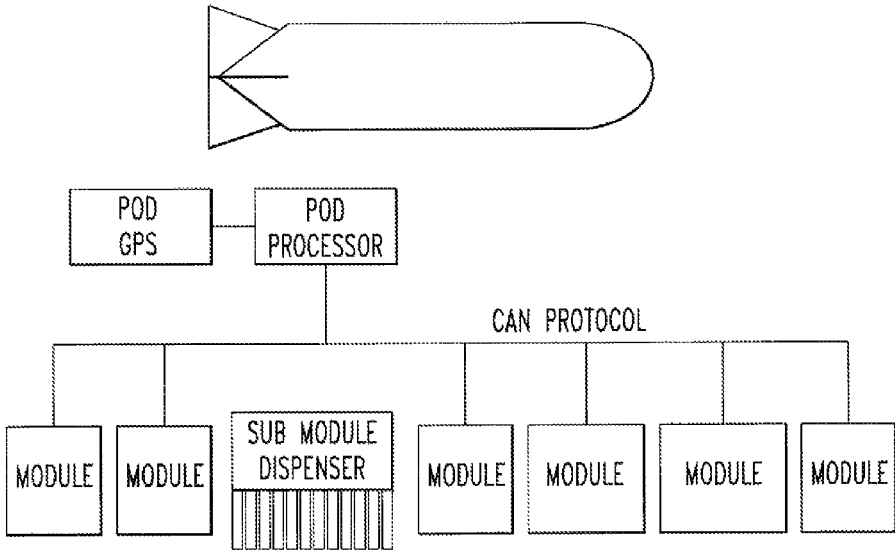 POD
GPS
POD
PROCESSOR
CAN PROTOCOL
MODULE
MODULE
SUB MODULE
DISPENSER
MODULE
MODULE
MODULE
MODULE